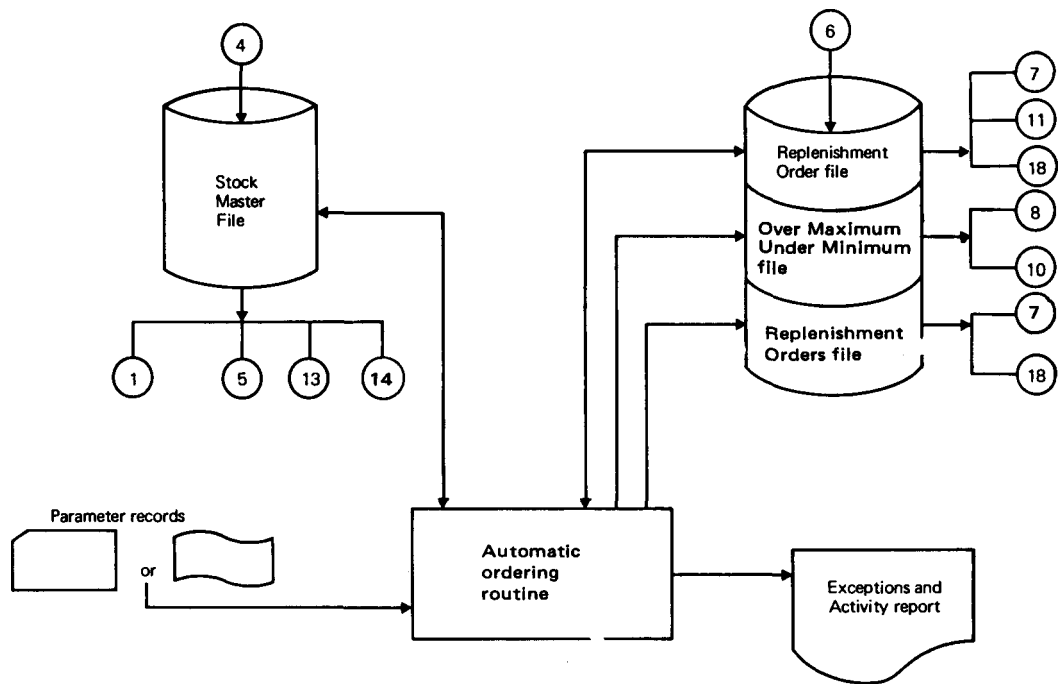 4
Stock
Master
File
1
5
13
14
6
Replenishment
Order file
Over Maximum
Under Minimum
file
Replenishment
Orders file
7
11
18
8
10
7
18
Parameter records
or
Automatic
ordering
routine
Exceptions and
Activity report